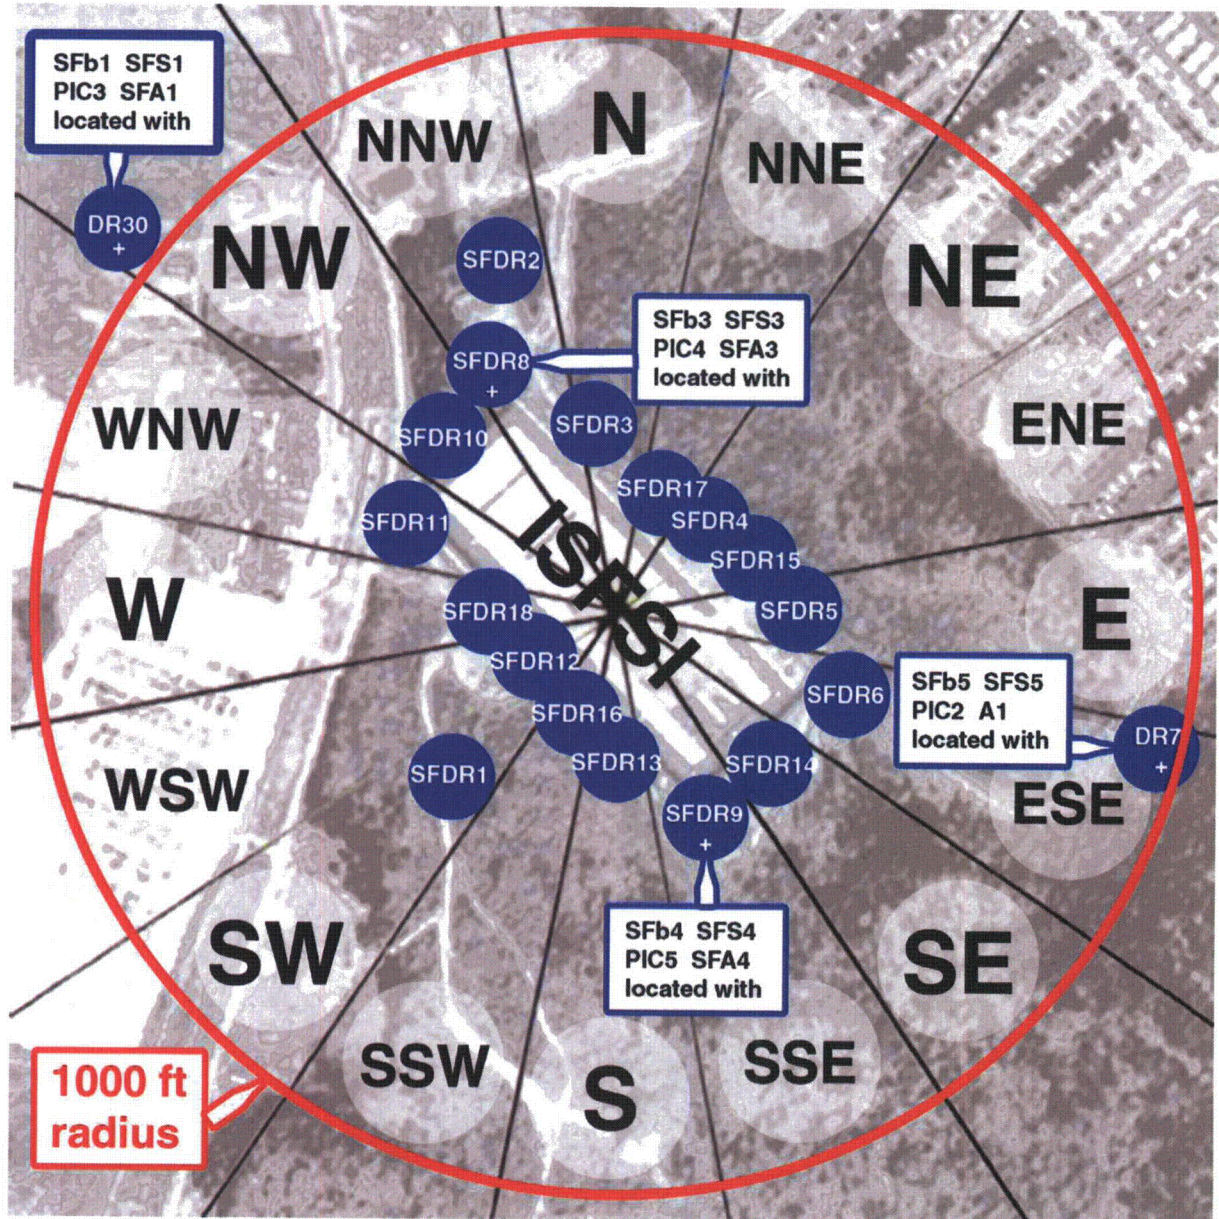 SFb1 SFS1
PIC3 SFA1
located with
DR30
+
NNW
N
NNE
NW
NE
SFDR2
SFb3 SFS3
PIC4 SFA3
located with
SFDR8
+
SFDR10
SFDR3
WNW
ENE
SFDR17
SFDR11
SFDR4
SFDR15
ISFSI
W
SFDR18
SFDR5
E
SFDR12
SFDR16
SFDR6
SFb5 SFS5
PIC2 A1
located with
DR7
+
SFDR1
SFDR13
SFDR14
WSW
ESE
SFDR9
+
SFb4 SFS4
PIC5 SFA4
located with
SW
SE
SSW
S
SSE
1000 ft
radius